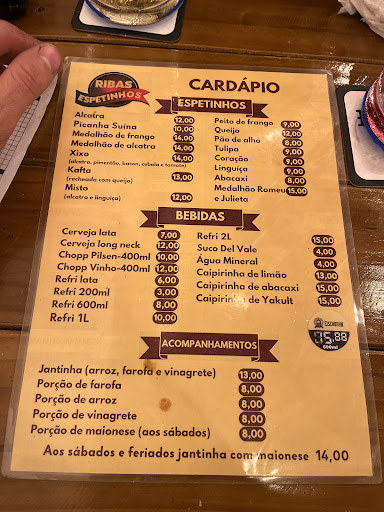 RIBAS
ESPETINHOS
CARDÁPIO
ESPETINHOS
Alcatra 12,00
Picanha Suína 10,00
Medalhão de frango 14,00
Medalhão de alcatra 14,00
Xixo 14,00
(alcatra, pimentão, bacon, cebola e tomate)
Kafta 13,00
(recheada com queijo)
Misto 12,00
(alcatra e linguiça)
Peito de frango 9,00
Queijo 12,00
Pão de alho 8,00
Tulipa 9,00
Coração 9,00
Linguiça 9,00
Abacaxi 8,00
Medalhão Romeu 15,00
e Julieta
BEBIDAS
Cerveja lata 7,00
Cerveja long neck 12,00
Chopp Pilsen-400ml 10,00
Chopp Vinho-400ml 12,00
Refri lata 6,00
Refri 200ml 3,00
Refri 600ml 8,00
Refri 1L 10,00
Refri 2L 15,00
Suco Del Vale 4,00
Água Mineral 4,00
Caipirinha de limão 13,00
Caipirinha de abacaxi 15,00
Caipirinha de Yakult 15,00
15,88
600ml
ACOMPANHAMENTOS
Jantinha (arroz, farofa e vinagrete) 13,00
Porção de farofa 8,00
Porção de arroz 8,00
Porção de vinagrete 8,00
Porção de maionese (aos sábados) 8,00
Aos sábados e feriados jantinha com maionese 14,00